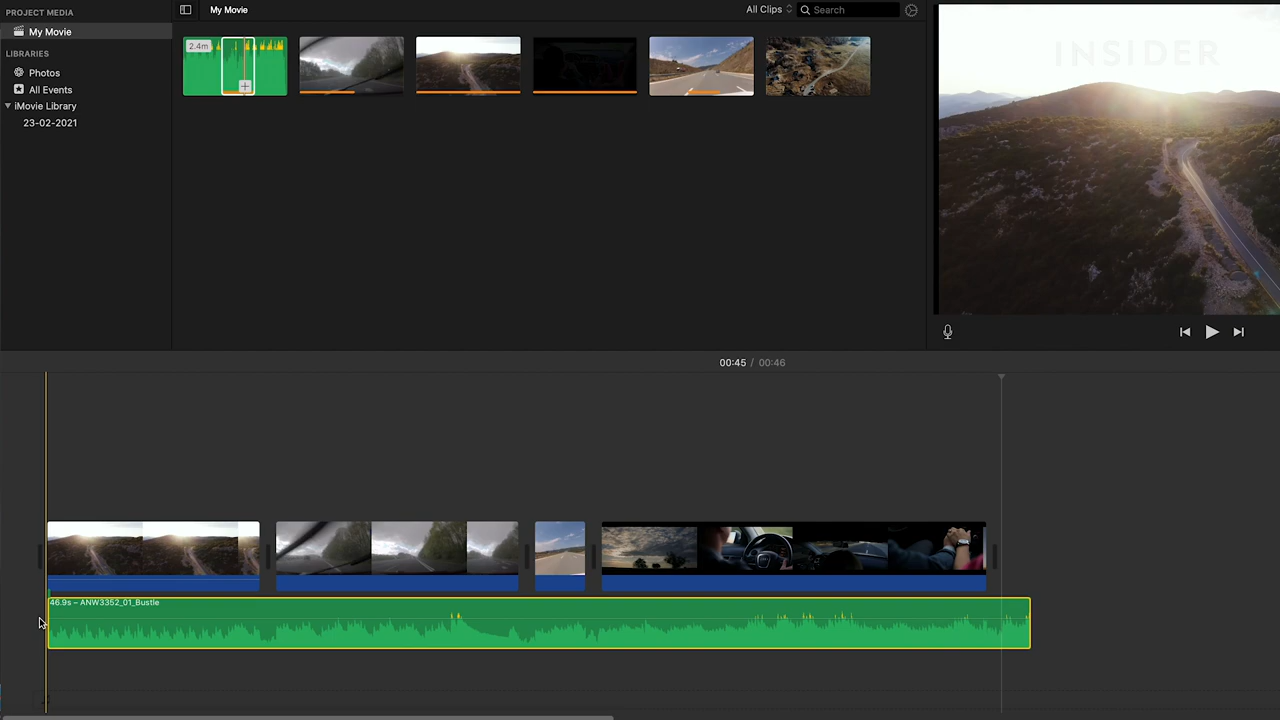 PROJECT MEDIA
My Movie
All Clips
Search
My Movie
LIBRARIES
Photos
All Events
iMovie Library
23-02-2021
2.4m
INSIDER
00:45 / 00:46
46.9s – ANW3352_01_Bustle